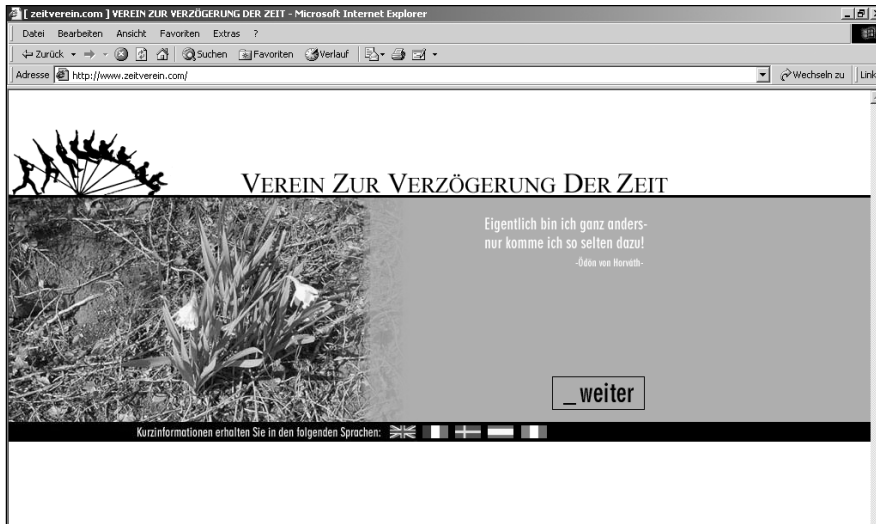 [ zeitverein.com ] VEREIN ZUR VERZÖGERUNG DER ZEIT - Microsoft Internet Explorer
Datei Bearbeiten Ansicht Favoriten Extras ?
Zurück Suchen Favoriten Verlauf
Adresse http://www.zeitverein.com/ Wechseln zu Link
VEREIN ZUR VERZÖGERUNG DER ZEIT
Eigentlich bin ich ganz anders-
nur komme ich so selten dazu!
-Ödön von Horváth-
_weiter
Kurzinformationen erhalten Sie in den folgenden Sprachen: